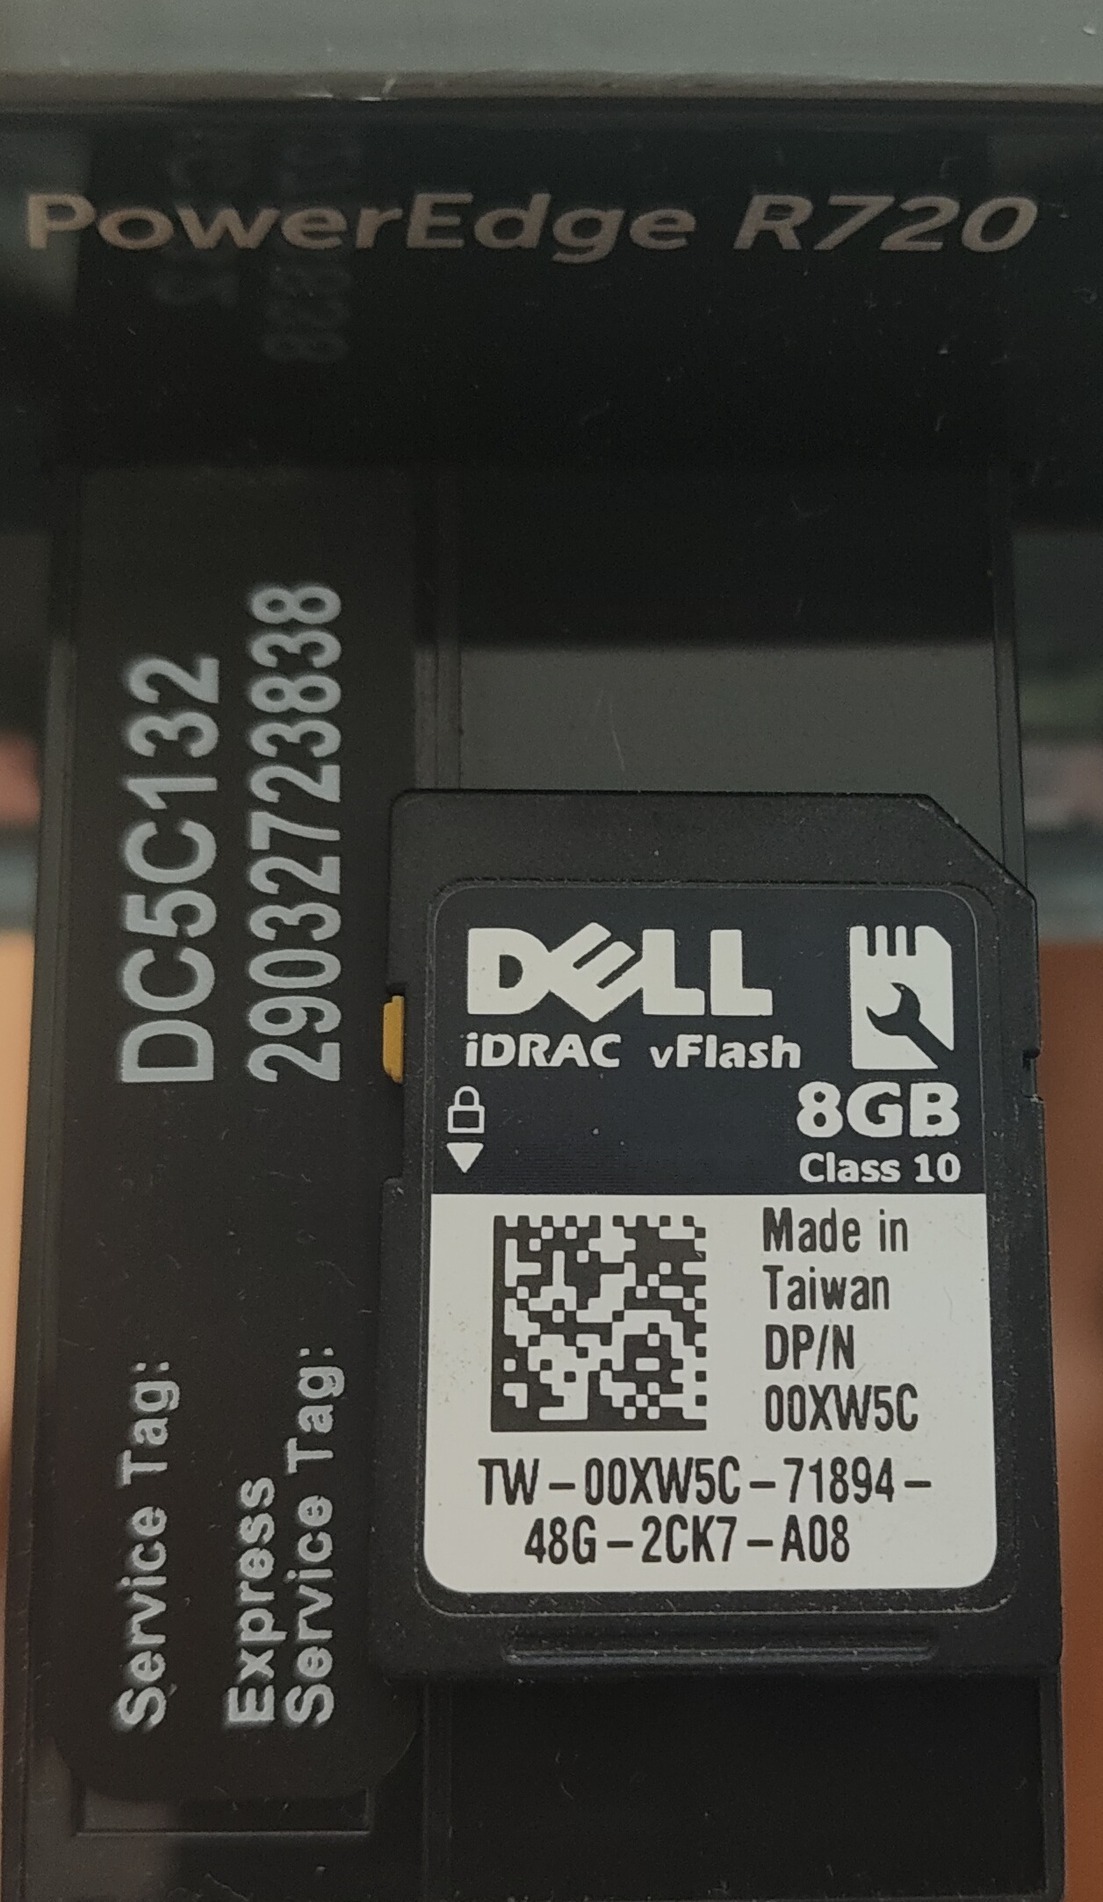 PowerEdge R720
Service Tag: DC5C132
Express
Service Tag: 29032723838
DELL
iDRAC vFlash
8GB
Class 10
Made in
Taiwan
DP/N
00XW5C
TW-00XW5C-71894-
48G-2CK7-A08